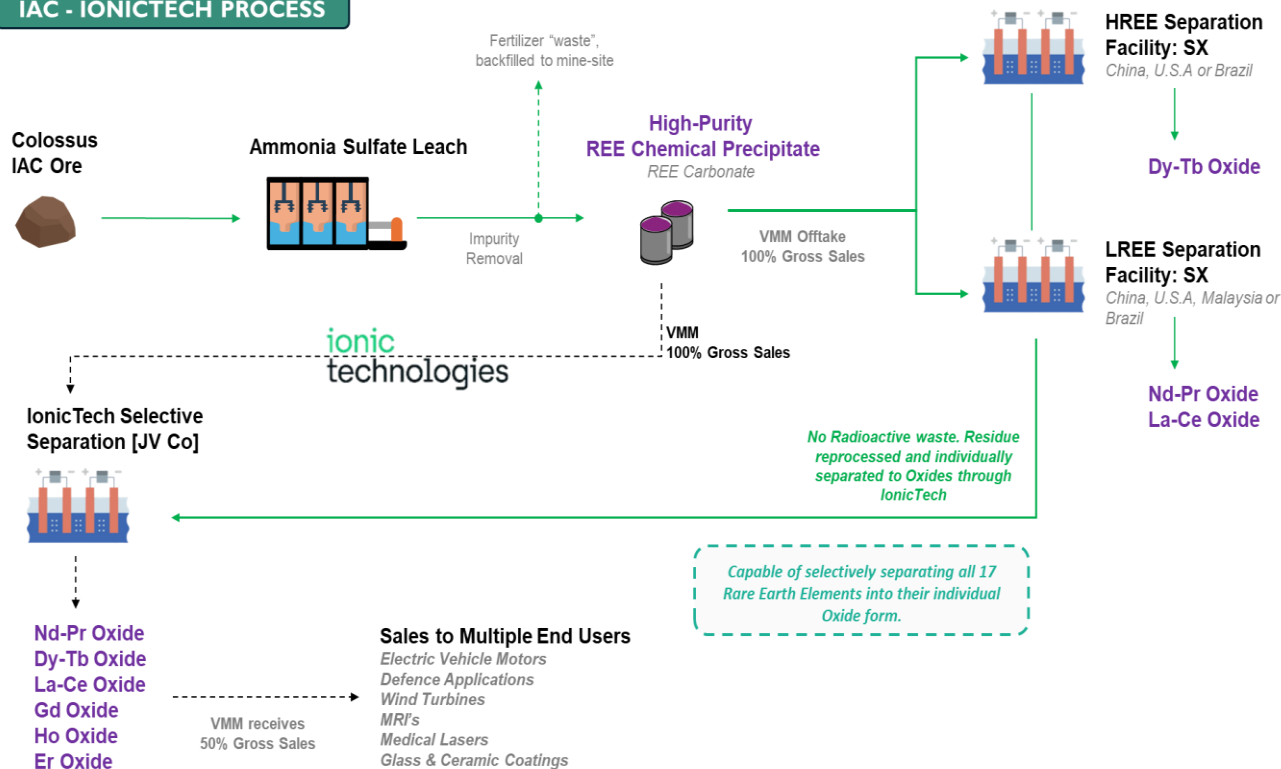 IAC - IONICTECH PROCESS
Fertilizer “waste”,
backfilled to mine-site
HREE Separation
Facility: SX
China, U.S.A or Brazil
Colossus
IAC Ore
Ammonia Sulfate Leach
High-Purity
REE Chemical Precipitate
REE Carbonate
Dy-Tb Oxide
Impurity
Removal
VMM Offtake
100% Gross Sales
LREE Separation
Facility: SX
China, U.S.A, Malaysia or
Brazil
ionic
technologies
VMM
100% Gross Sales
Nd-Pr Oxide
La-Ce Oxide
IonicTech Selective
Separation [JV Co]
No Radioactive waste. Residue
reprocessed and individually
separated to Oxides through
IonicTech
Capable of selectively separating all 17
Rare Earth Elements into their individual
Oxide form.
Nd-Pr Oxide
Dy-Tb Oxide
La-Ce Oxide
Gd Oxide
Ho Oxide
Er Oxide
VMM receives
50% Gross Sales
Sales to Multiple End Users
Electric Vehicle Motors
Defence Applications
Wind Turbines
MRI's
Medical Lasers
Glass & Ceramic Coatings